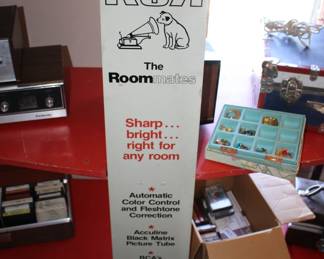 RCA
The
Roommates
Sharp...
bright...
right for
any room
★
Automatic
Color Control
and Fleshtone
Correction
★
Acculine
Black Matrix
Picture Tube
★
RCA's